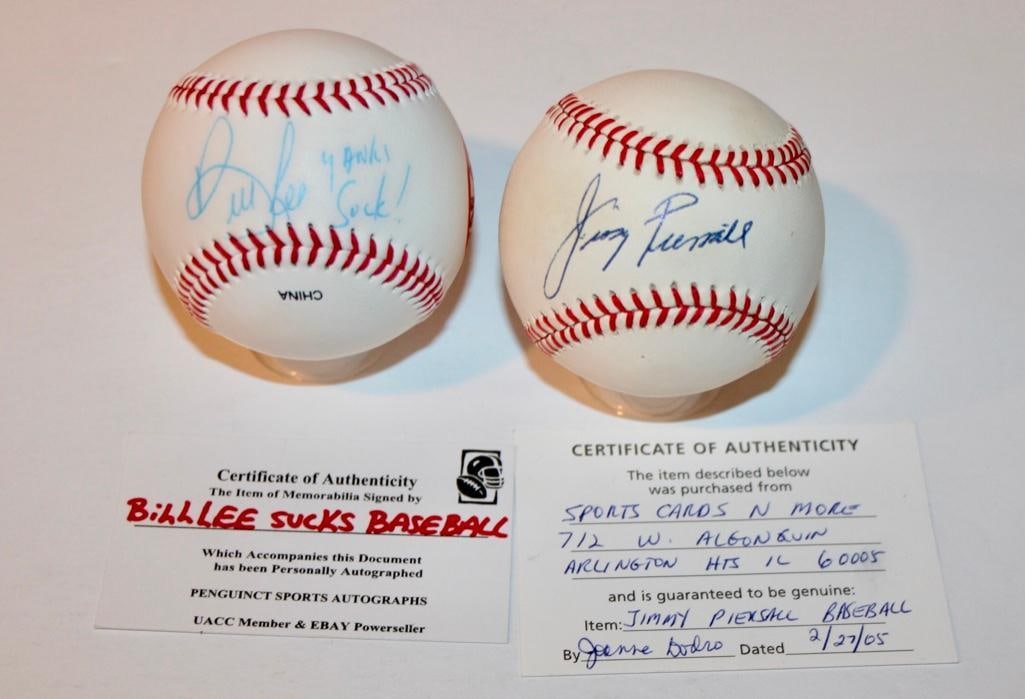 Bill Lee YANKS
Suck!
CHINA
Jimmy Piersall
Certificate of Authenticity
The Item of Memorabilia Signed by
BiLL LEE SUCKS BASEBALL
Which Accompanies this Document
has been Personally Autographed
PENGUINCT SPORTS AUTOGRAPHS
UACC Member & EBAY Powerseller
CERTIFICATE OF AUTHENTICITY
The item described below
was purchased from
SPORTS CARDS N MORE
712 W. ALGONQUIN
ARLINGTON HTS IL 60005
and is guaranteed to be genuine:
Item: JIMMY PIERSALL BASEBALL
By Joanne Dodro Dated 2/27/05